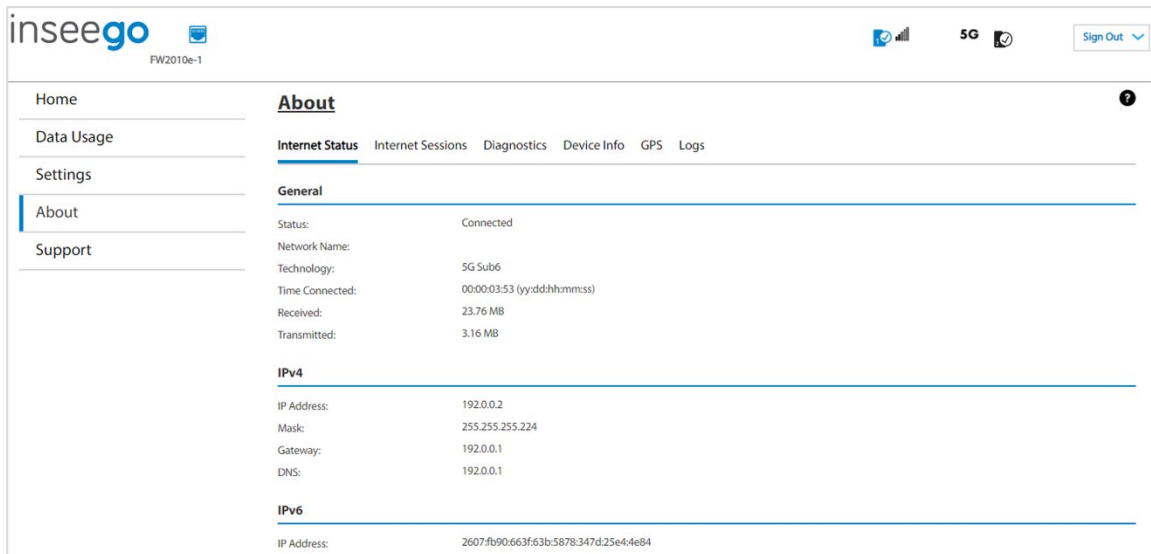 inseego
FW2010e-1
5G
Sign Out
Home
Data Usage
Settings
About
Support
About
Internet Status Internet Sessions Diagnostics Device Info GPS Logs
General
Status: Connected
Network Name:
Technology: 5G Sub6
Time Connected: 00:00:03:53 (yy:dd:hh:mm:ss)
Received: 23.76 MB
Transmitted: 3.16 MB
IPv4
IP Address: 192.0.0.2
Mask: 255.255.255.224
Gateway: 192.0.0.1
DNS: 192.0.0.1
IPv6
IP Address: 2607:fb90:663f:63b:5878:347d:25e4:4e84